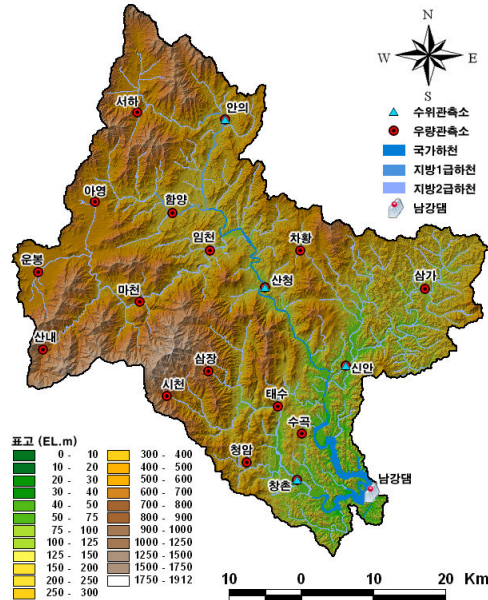 N
W E
S
수위관측소
우량관측소
국가하천
지방1급하천
지방2급하천
남강댐
서하
안의
아영
함양
임천
차황
운봉
산청
삼가
마천
산내
삼장
신안
시천
태수
수곡
청암
창촌
남강댐
표고 (EL.m)
0 - 10
10 - 20
20 - 30
30 - 40
40 - 50
50 - 75
75 - 100
100 - 125
125 - 150
150 - 200
200 - 250
250 - 300
300 - 400
400 - 500
500 - 600
600 - 700
700 - 800
800 - 900
900 - 1000
1000 - 1250
1250 - 1500
1500 - 1750
1750 - 1912
10 0 10 20
Km